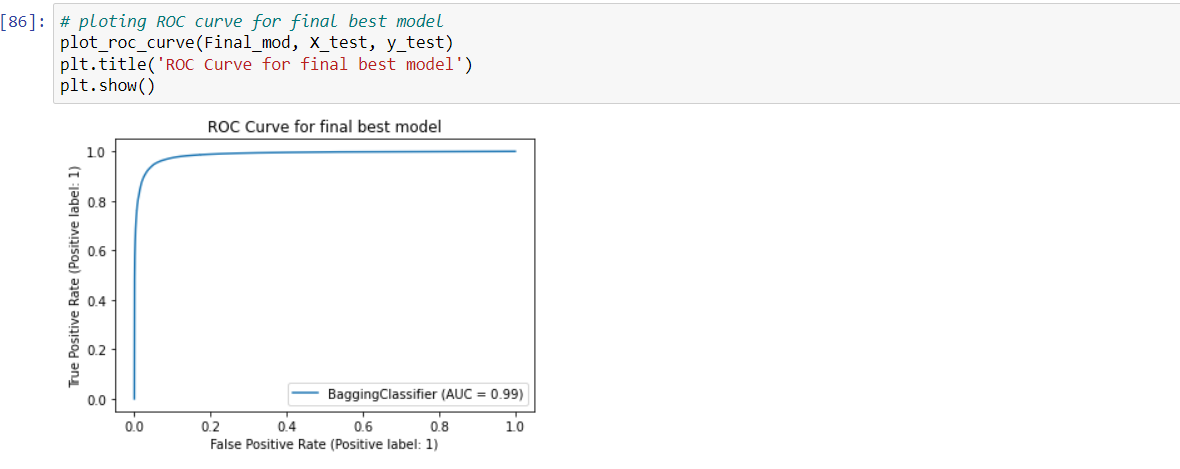 [86]: # ploting ROC curve for final best model
plot_roc_curve(Final_mod, X_test, y_test)
plt.title('ROC Curve for final best model')
plt.show()
ROC Curve for final best model
True Positive Rate (Positive label: 1)
1.0
0.8
0.6
0.4
0.2
0.0
BaggingClassifier (AUC = 0.99)
0.0 0.2 0.4 0.6 0.8 1.0
False Positive Rate (Positive label: 1)